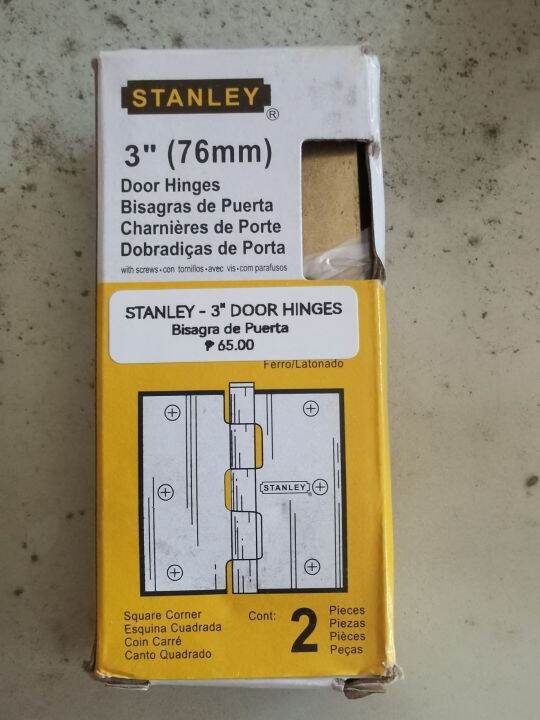 STANLEY
®
3" (76mm)
Door Hinges
Bisagras de Puerta
Charnières de Porte
Dobradiças de Porta
with screws•con tornillos•avec vis•com parafusos
STANLEY - 3" DOOR HINGES
Bisagra de Puerta
₱ 65.00
Ferro/Latonado
STANLEY
®
Square Corner
Esquina Cuadrada
Coin Carré
Canto Quadrado
Cont:
2
Pieces
Piezas
Pièces
Peças